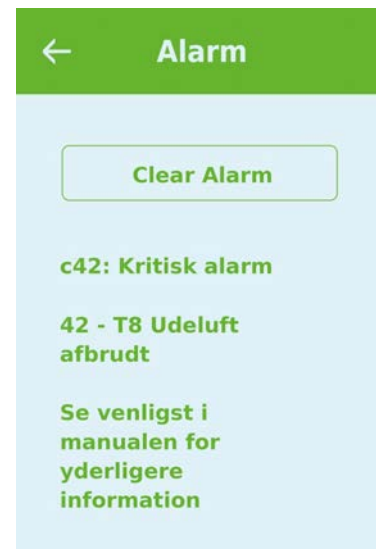 Alarm
Clear Alarm
c42: Kritisk alarm
42 - T8 Udeluft
afbrudt
Se venligst i
manualen for
yderligere
information